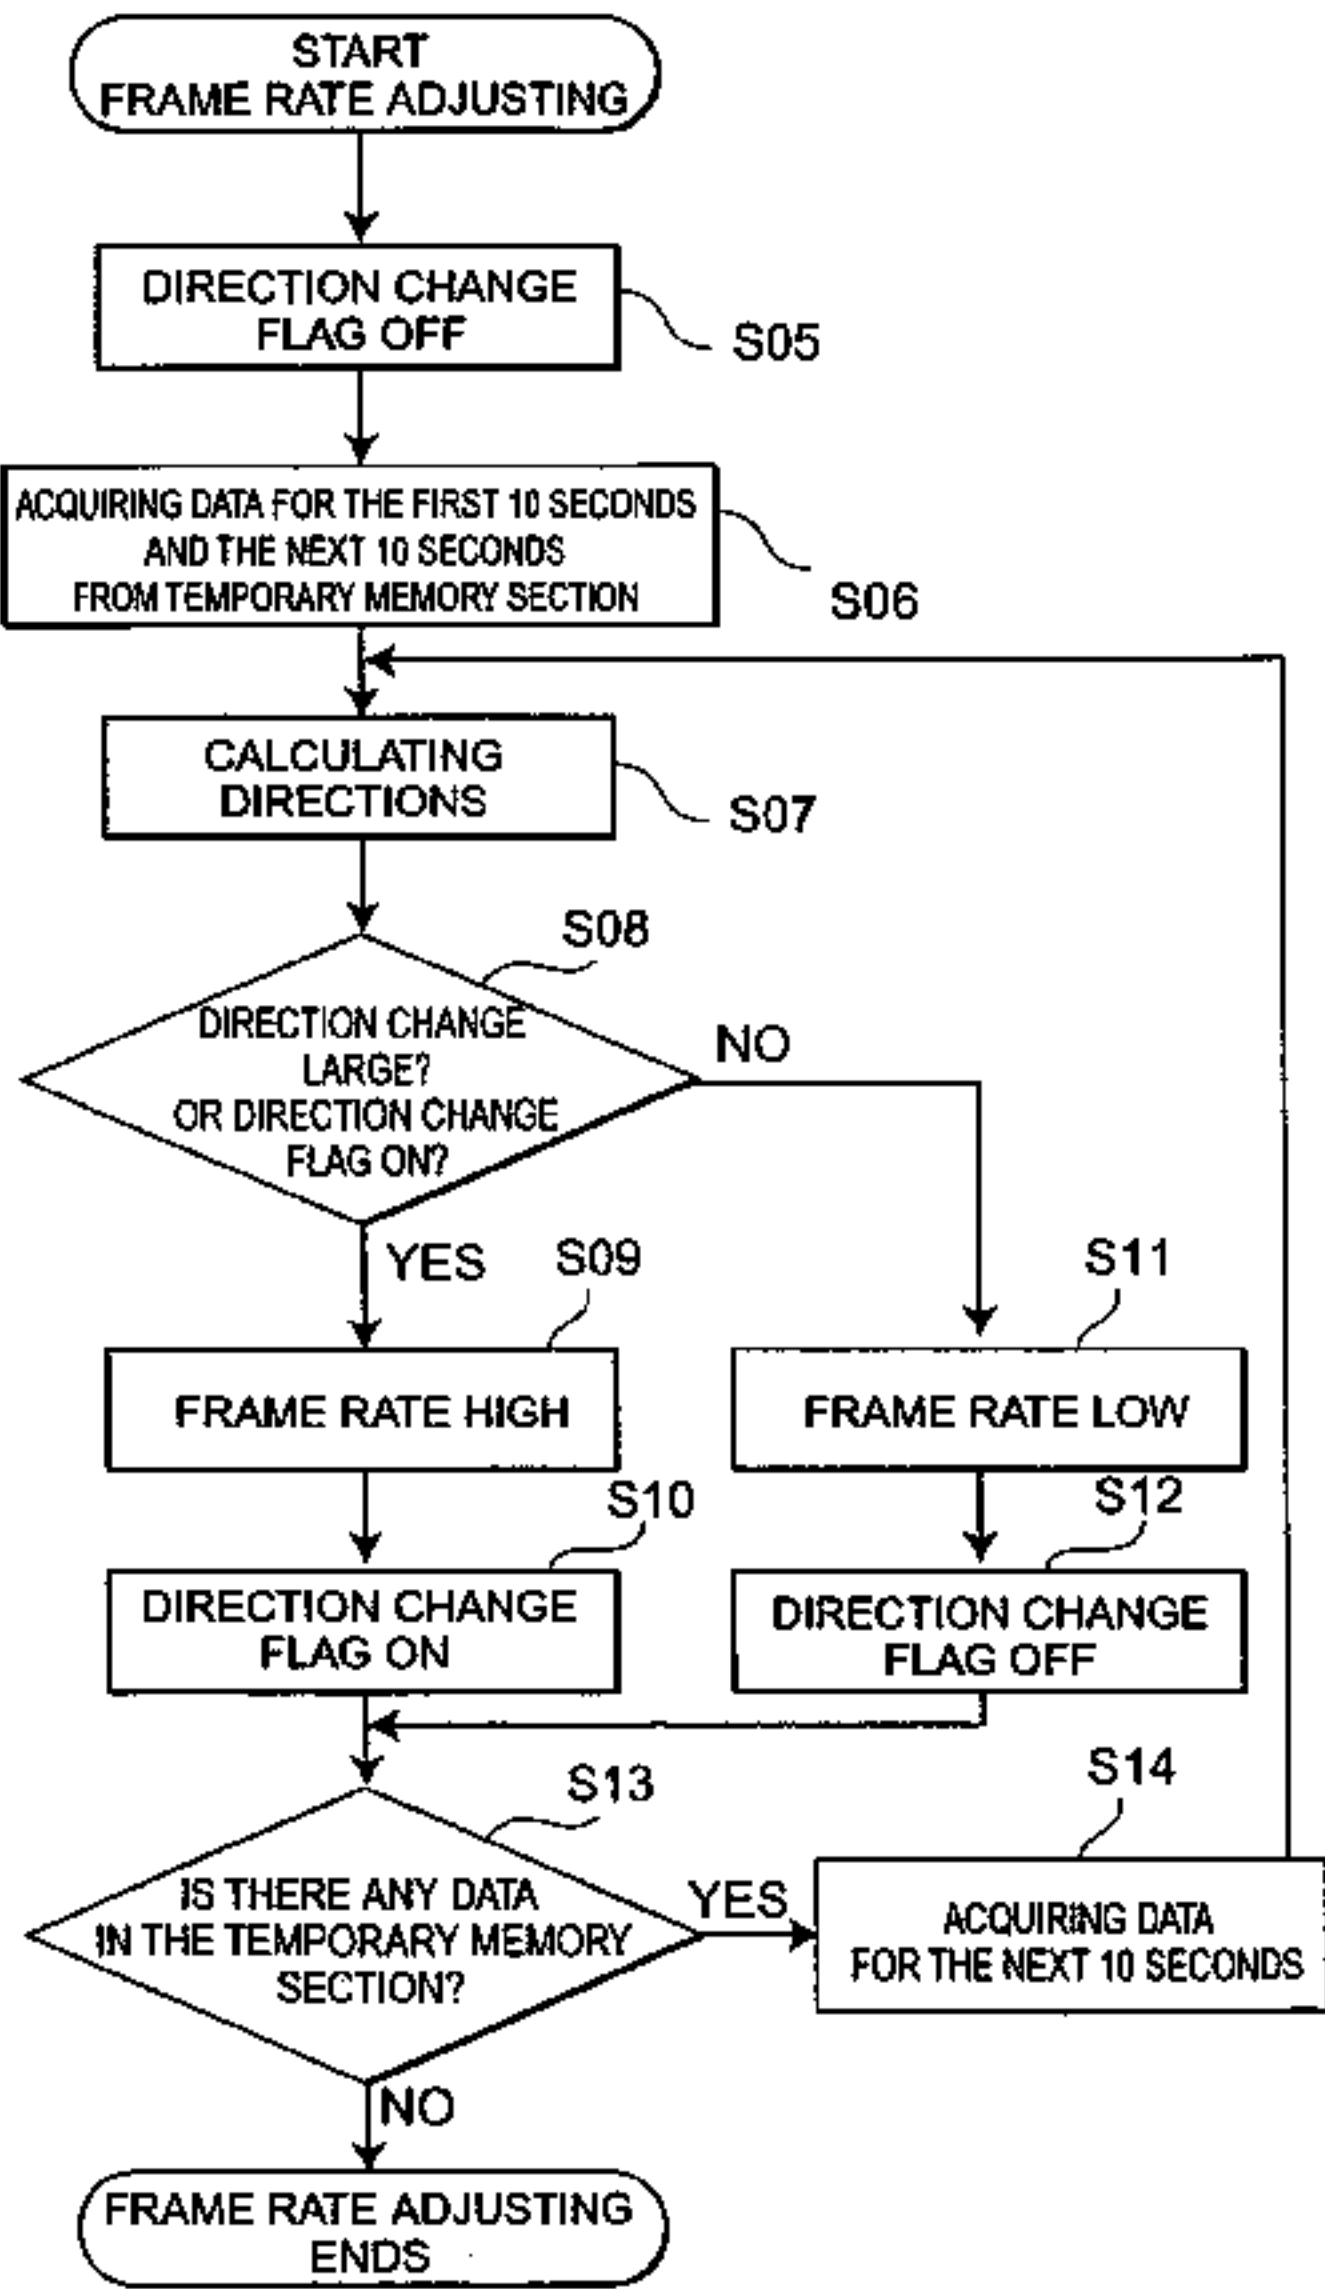 START
FRAME RATE ADJUSTING
DIRECTION CHANGE
FLAG OFF
S05
ACQUIRING DATA FOR THE FIRST 10 SECONDS
AND THE NEXT 10 SECONDS
FROM TEMPORARY MEMORY SECTION
S06
CALCULATING
DIRECTIONS
S07
S08
DIRECTION CHANGE
LARGE?
OR DIRECTION CHANGE
FLAG ON?
NO
YES
S09
S11
FRAME RATE HIGH
FRAME RATE LOW
S10
S12
DIRECTION CHANGE
FLAG ON
DIRECTION CHANGE
FLAG OFF
S13
S14
IS THERE ANY DATA
IN THE TEMPORARY MEMORY
SECTION?
YES
ACQUIRING DATA
FOR THE NEXT 10 SECONDS
NO
FRAME RATE ADJUSTING
ENDS